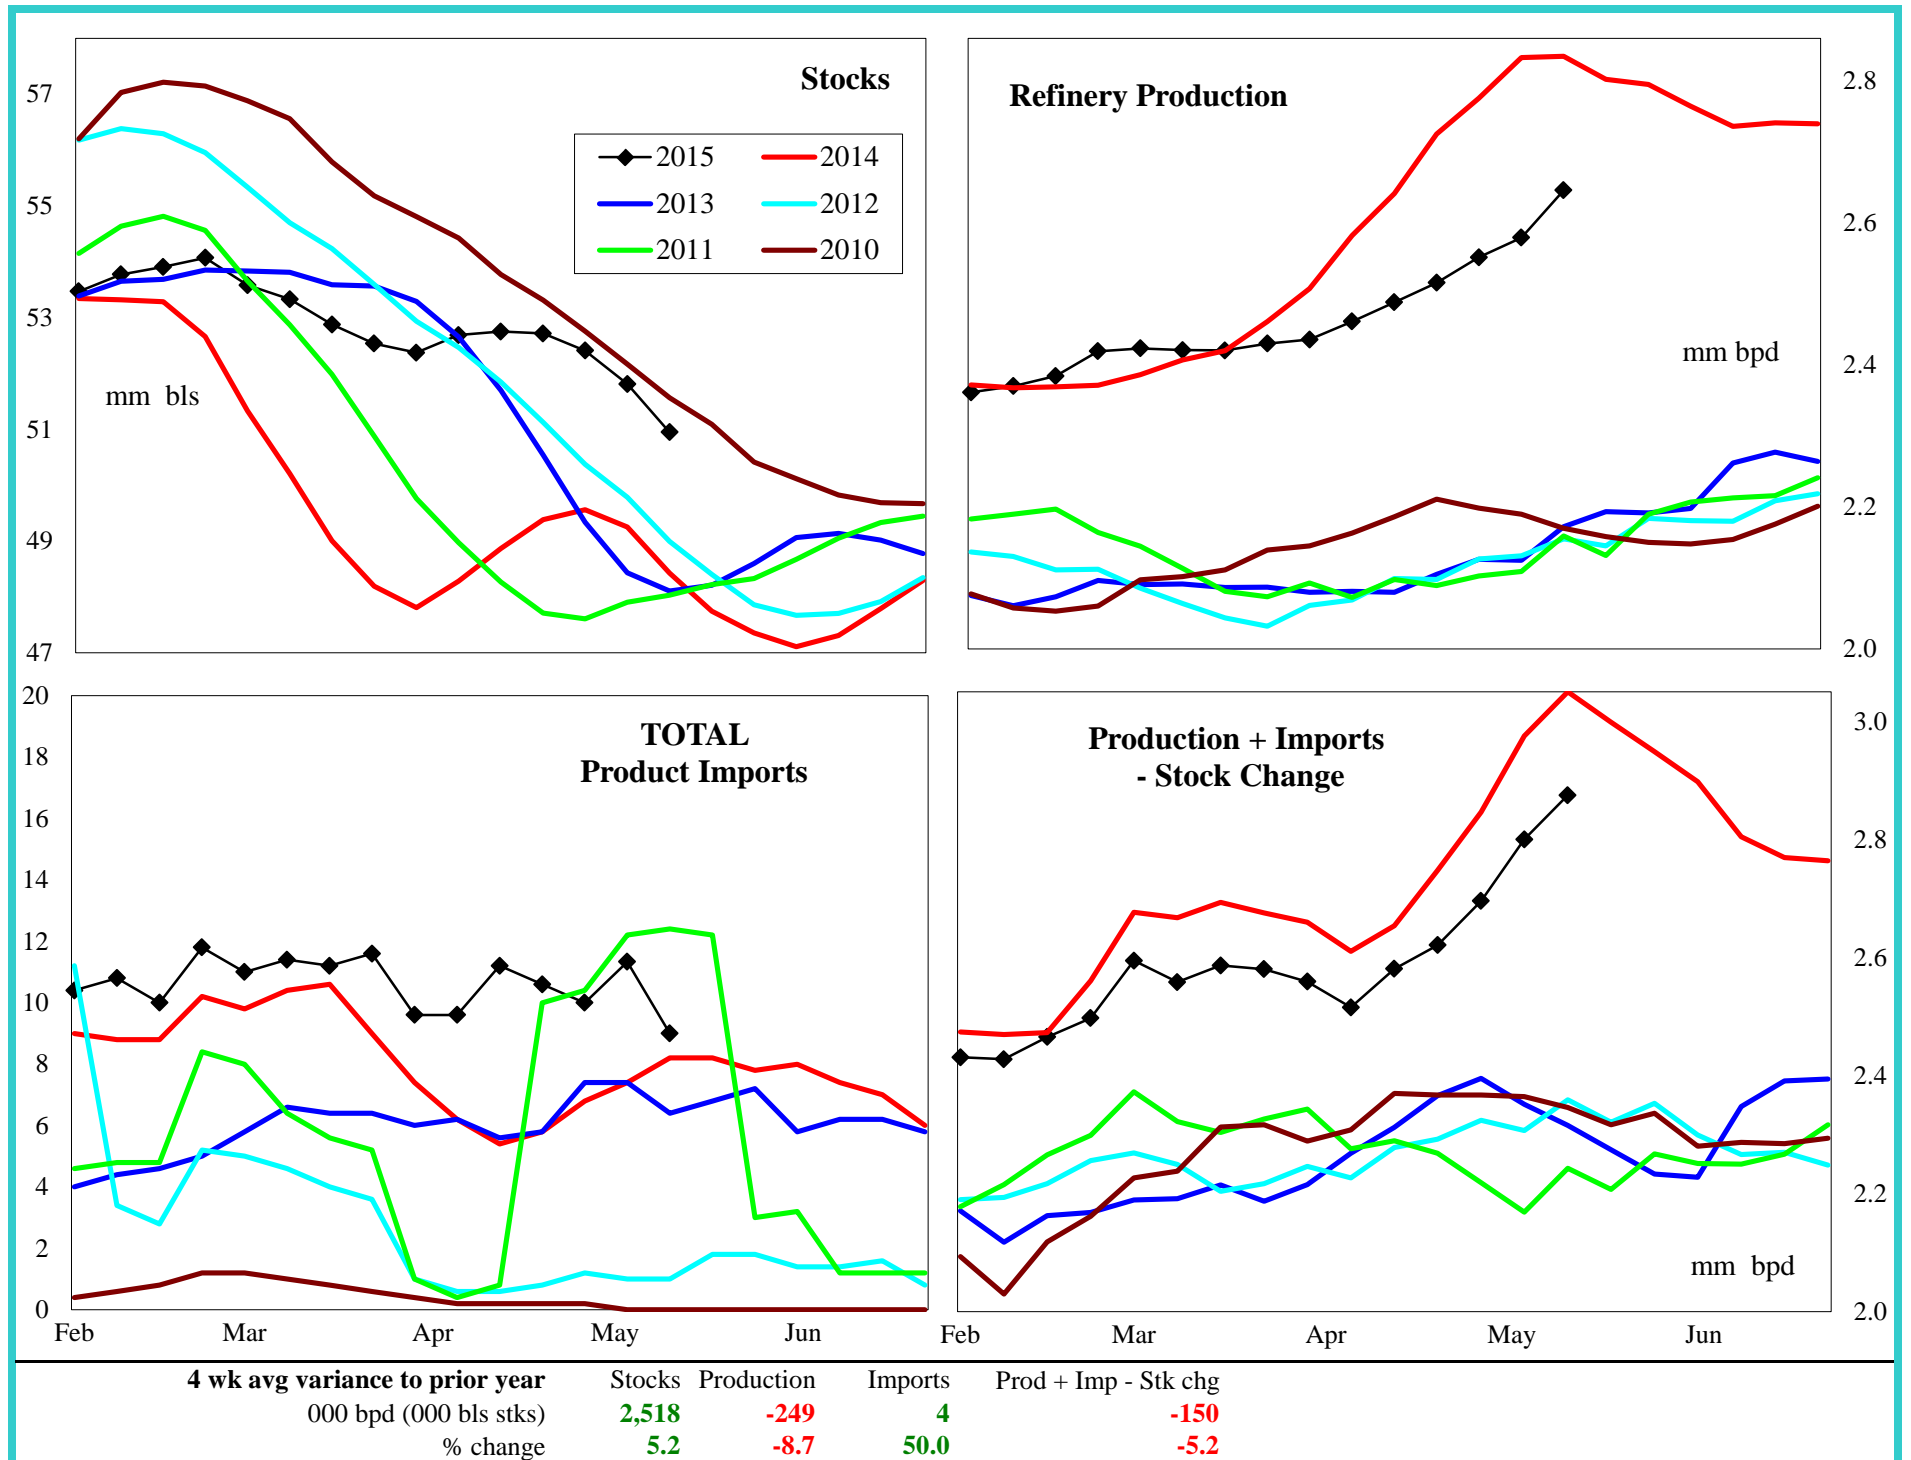 Stocks
57
55
53
51
49
47
mm bls
2015 2014
2013 2012
2011 2010
Refinery Production
mm bpd
2.8
2.6
2.4
2.2
2.0
TOTAL
Product Imports
20
18
16
14
12
10
8
6
4
2
0
Feb Mar Apr May Jun
Production + Imports
- Stock Change
3.0
2.8
2.6
2.4
2.2
2.0
mm bpd
Feb Mar Apr May Jun
4 wk avg variance to prior year Stocks Production Imports Prod + Imp - Stk chg
000 bpd (000 bls stks) 2,518 -249 4 -150
% change 5.2 -8.7 50.0 -5.2